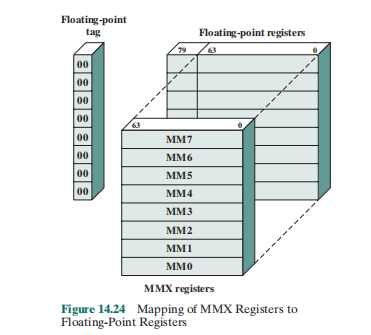 Floating-point
tag
Floating-point registers
79
63
0
00
00
00
00
00
00
00
00
63
0
MM7
MM6
MM5
MM4
MM3
MM2
MM1
MM0
MMX registers
Figure 14.24 Mapping of MMX Registers to
Floating-Point Registers